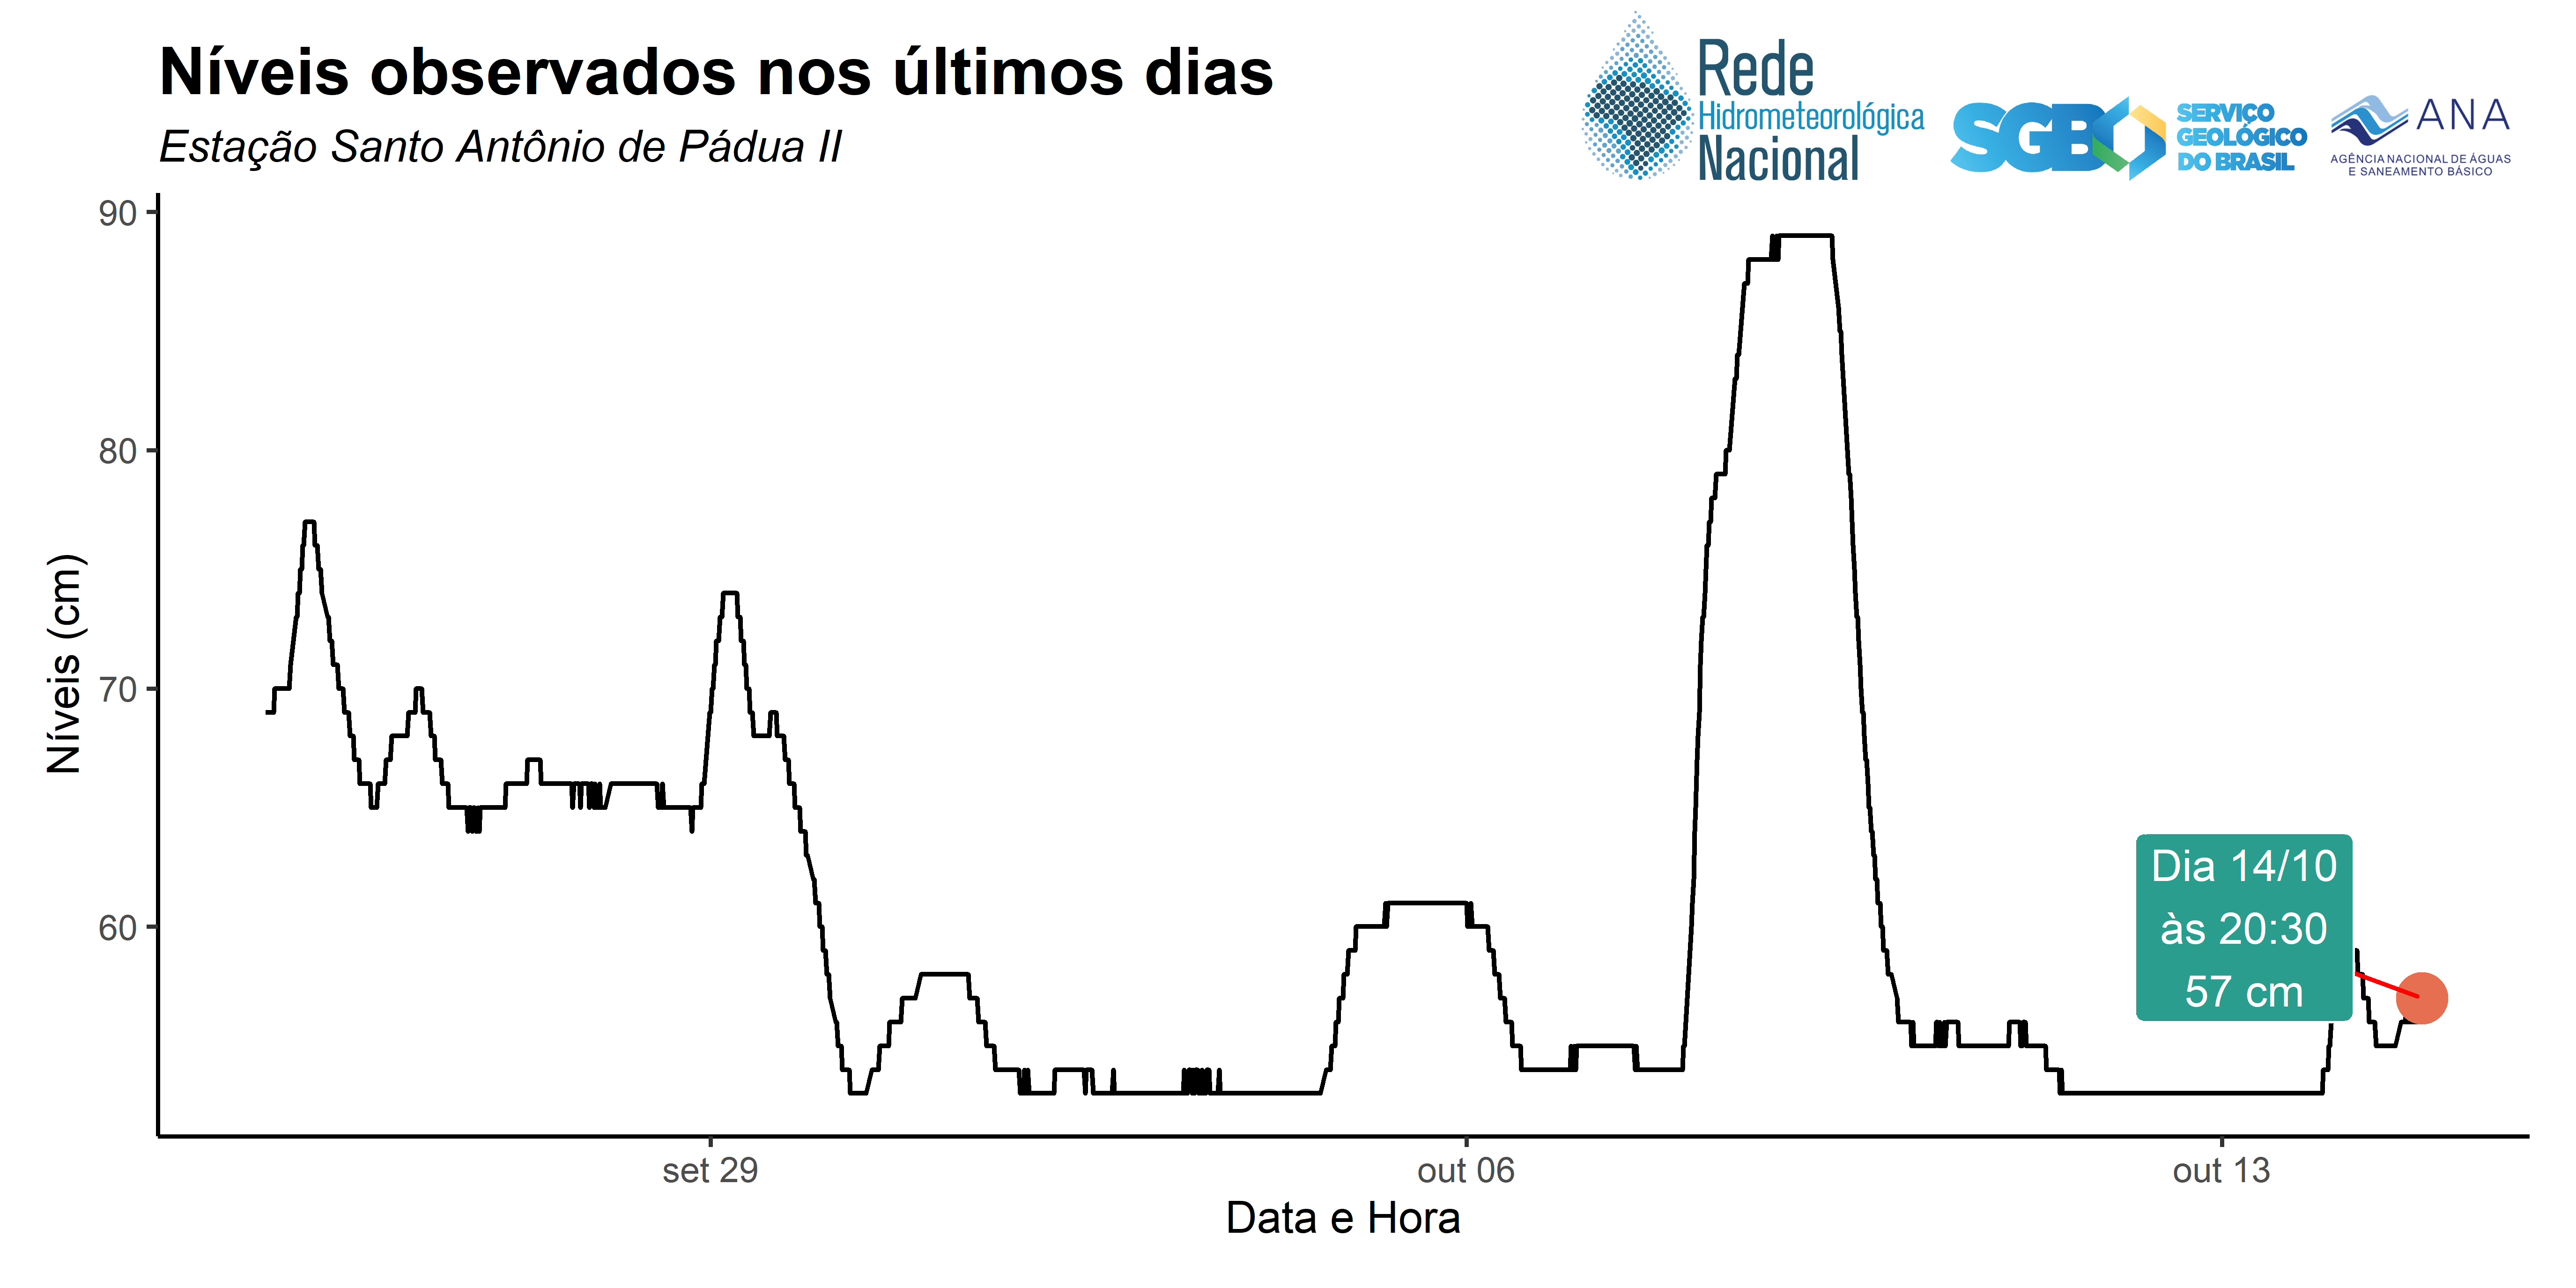 Níveis observados nos últimos dias
Estação Santo Antônio de Pádua II
Rede
Hidrometeorológica
Nacional
SGB
SERVIÇO
GEOLÓGICO
DO BRASIL
ANA
AGÊNCIA NACIONAL DE ÁGUAS
E SANEAMENTO BÁSICO
Níveis (cm)
90
80
70
60
Dia 14/10
às 20:30
57 cm
set 29
out 06
out 13
Data e Hora